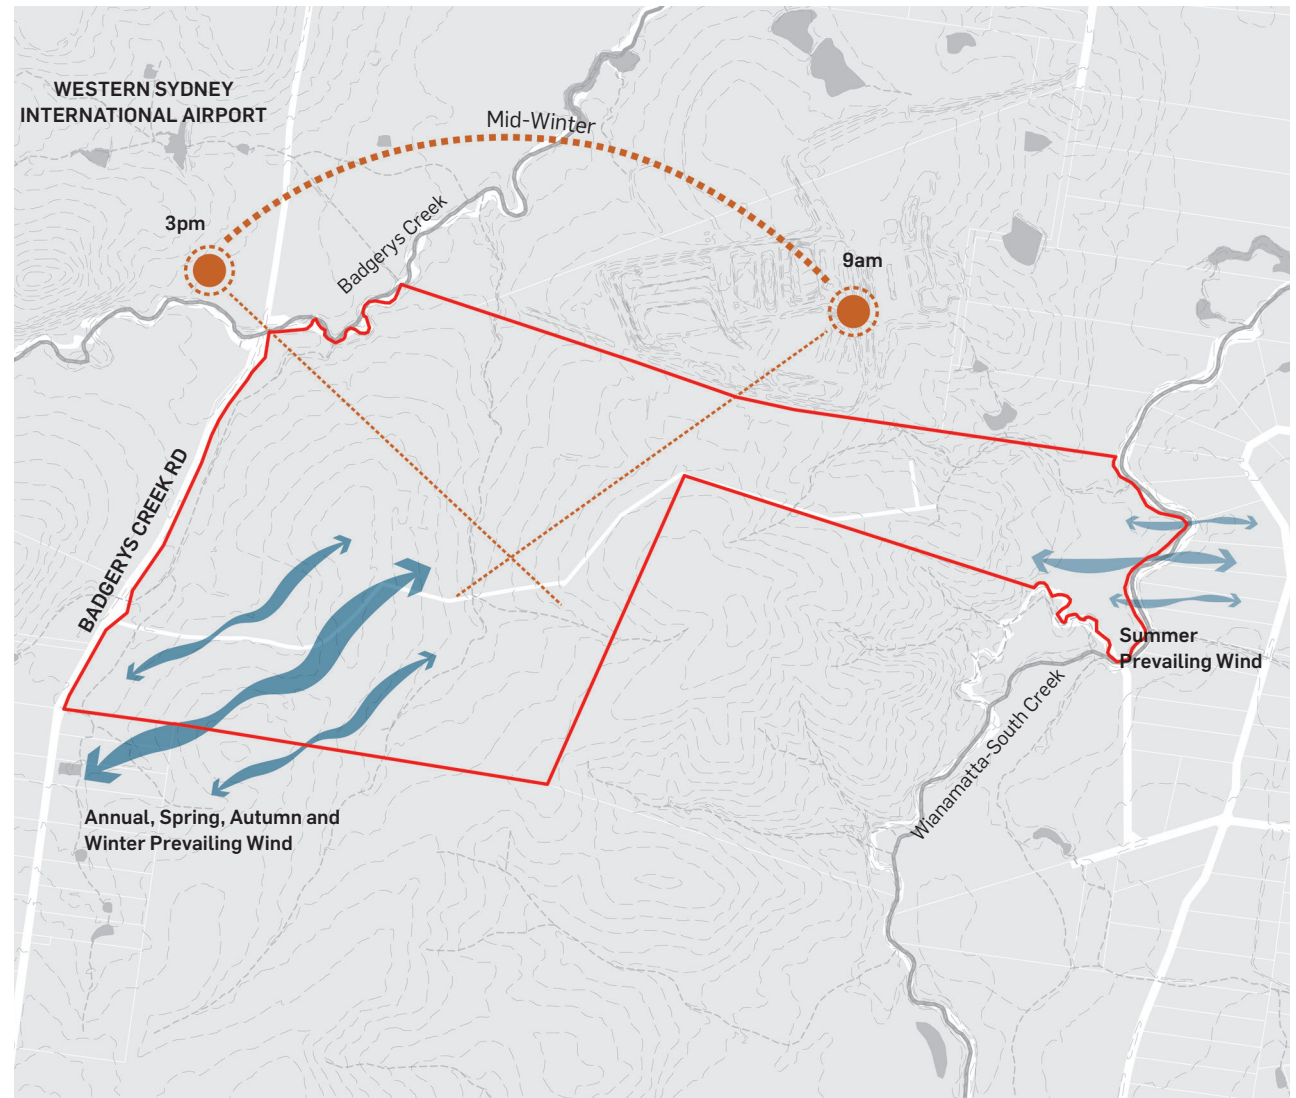 WESTERN SYDNEY
INTERNATIONAL AIRPORT
Mid-Winter
3pm
Badgerys Creek
9am
BADGERYS CREEK RD
Summer
Prevailing Wind
Wianamatta-South Creek
Annual, Spring, Autumn and
Winter Prevailing Wind